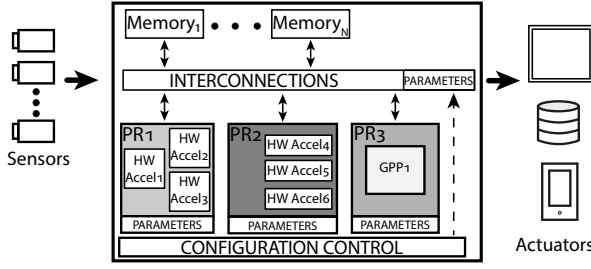 Memory1 • • • MemoryN
INTERCONNECTIONS PARAMETERS
Sensors
PR1
HW
Accel1
HW
Accel2
HW
Accel3
PARAMETERS
PR2
HW Accel4
HW Accel5
HW Accel6
PARAMETERS
PR3
GPP1
PARAMETERS
CONFIGURATION CONTROL
Actuators